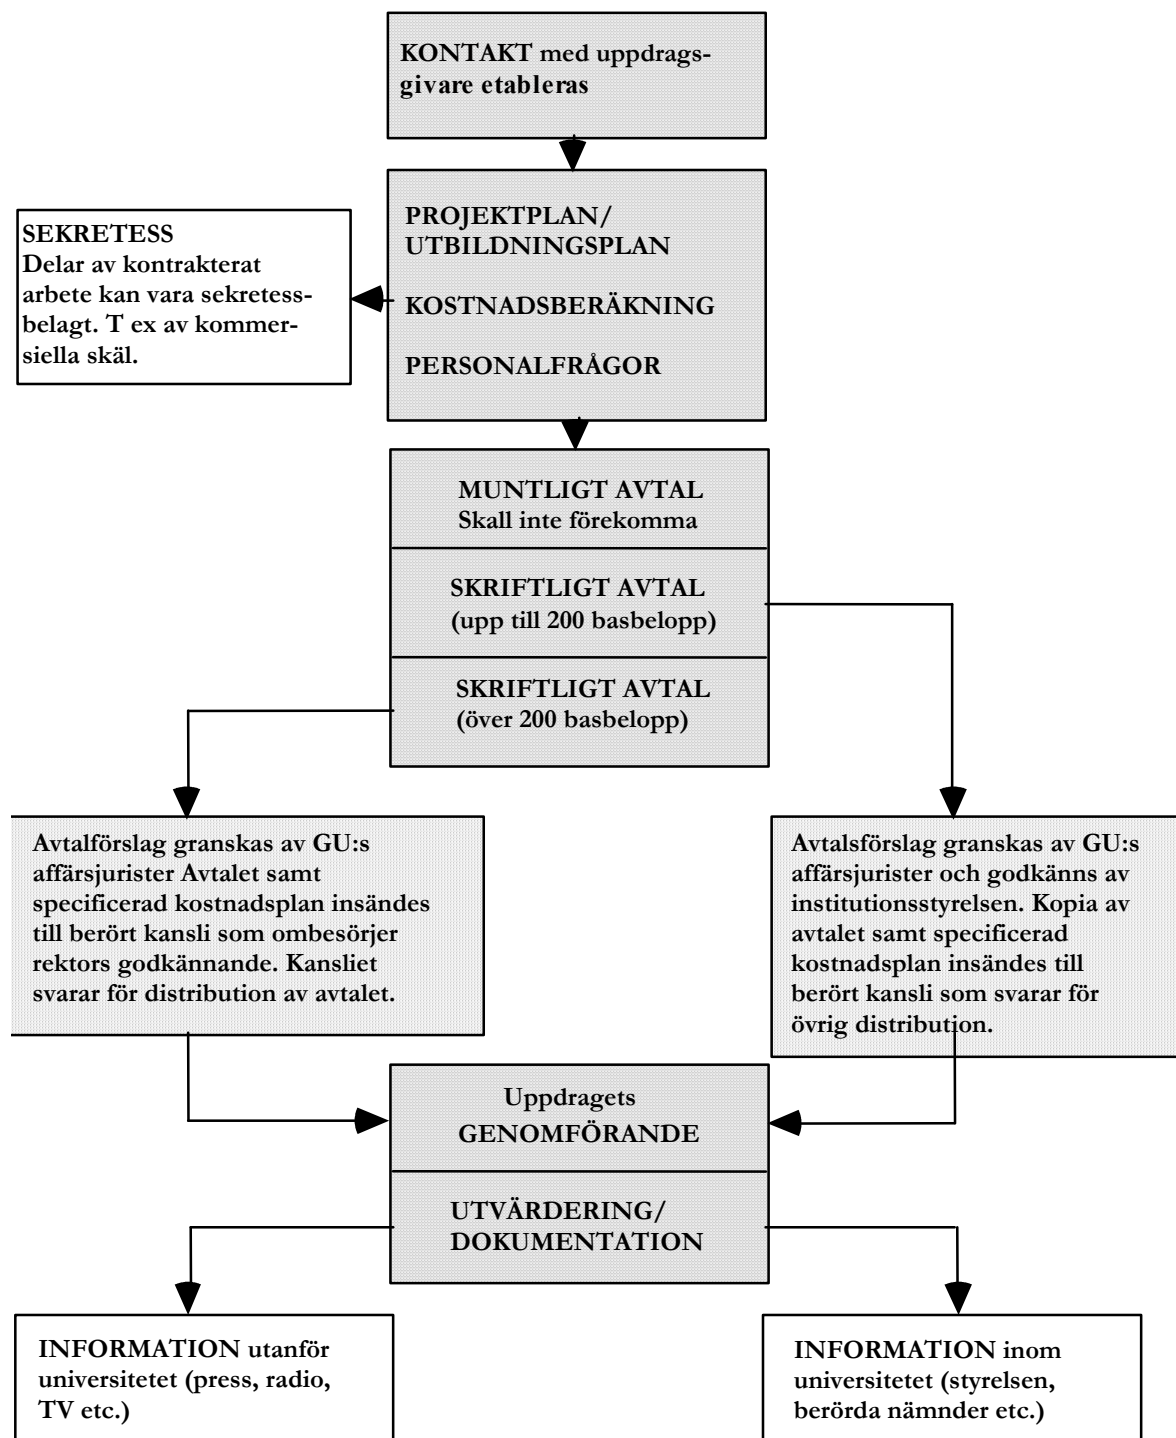 KONTAKT med uppdrags-
givare etableras
SEKRETESS
Delar av kontrakterat
arbete kan vara sekretess-
belagt. T ex av kommer-
siella skäl.
PROJEKTPLAN/
UTBILDNINGSPLAN
KOSTNADSBERÄKNING
PERSONALFRÅGOR
MUNTLIGT AVTAL
Skall inte förekomma
SKRIFTLIGT AVTAL
(upp till 200 basbelopp)
SKRIFTLIGT AVTAL
(över 200 basbelopp)
Avtalförslag granskas av GU:s
affärsjurister Avtalet samt
specificerad kostnadsplan insändes
till berört kansli som ombesörjer
rektors godkännande. Kansliet
svarar för distribution av avtalet.
Avtalsförslag granskas av GU:s
affärsjurister och godkänns av
institutionsstyrelsen. Kopia av
avtalet samt specificerad
kostnadsplan insändes till
berört kansli som svarar för
övrig distribution.
Uppdragets
GENOMFÖRANDE
UTVÄRDERING/
DOKUMENTATION
INFORMATION utanför
universitetet (press, radio,
TV etc.)
INFORMATION inom
universitetet (styrelsen,
berörda nämnder etc.)